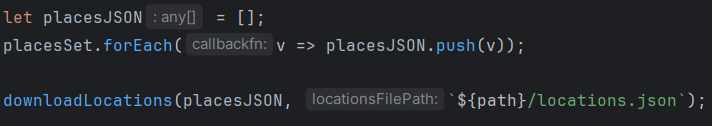 let placesJSON : any[] = [];
placesSet.forEach( callbackfn: v => placesJSON.push(v));
downloadLocations(placesJSON, locationsFilePath: `${path}/locations.json`);